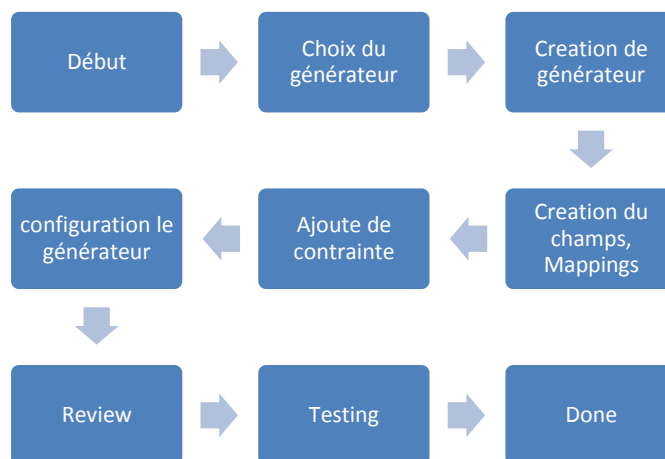 Début
Choix du
générateur
Creation de
générateur
Creation du
champs,
Mappings
Ajoute de
contrainte
configuration le
générateur
Review
Testing
Done